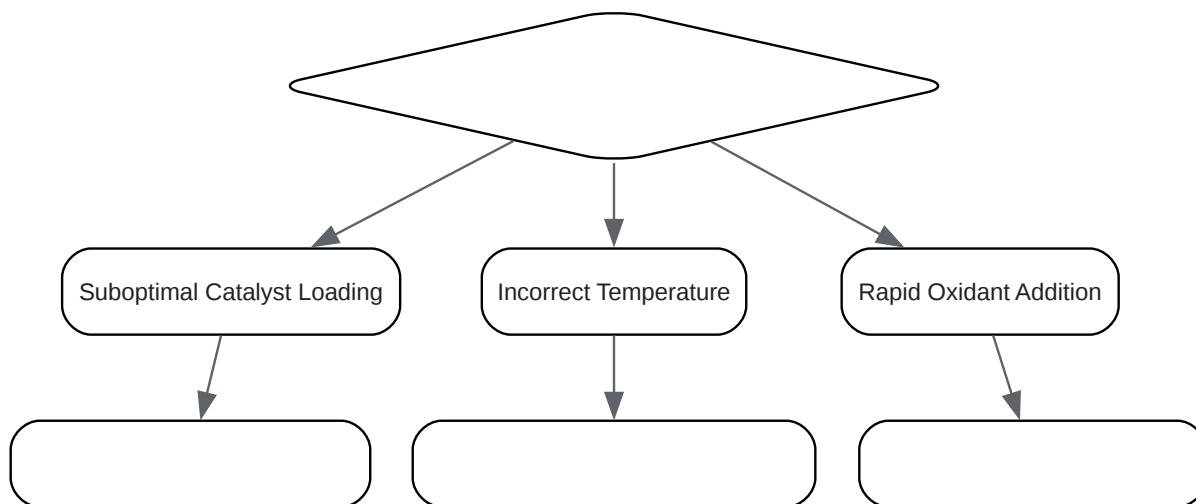 Suboptimal Catalyst Loading
Incorrect Temperature
Rapid Oxidant Addition